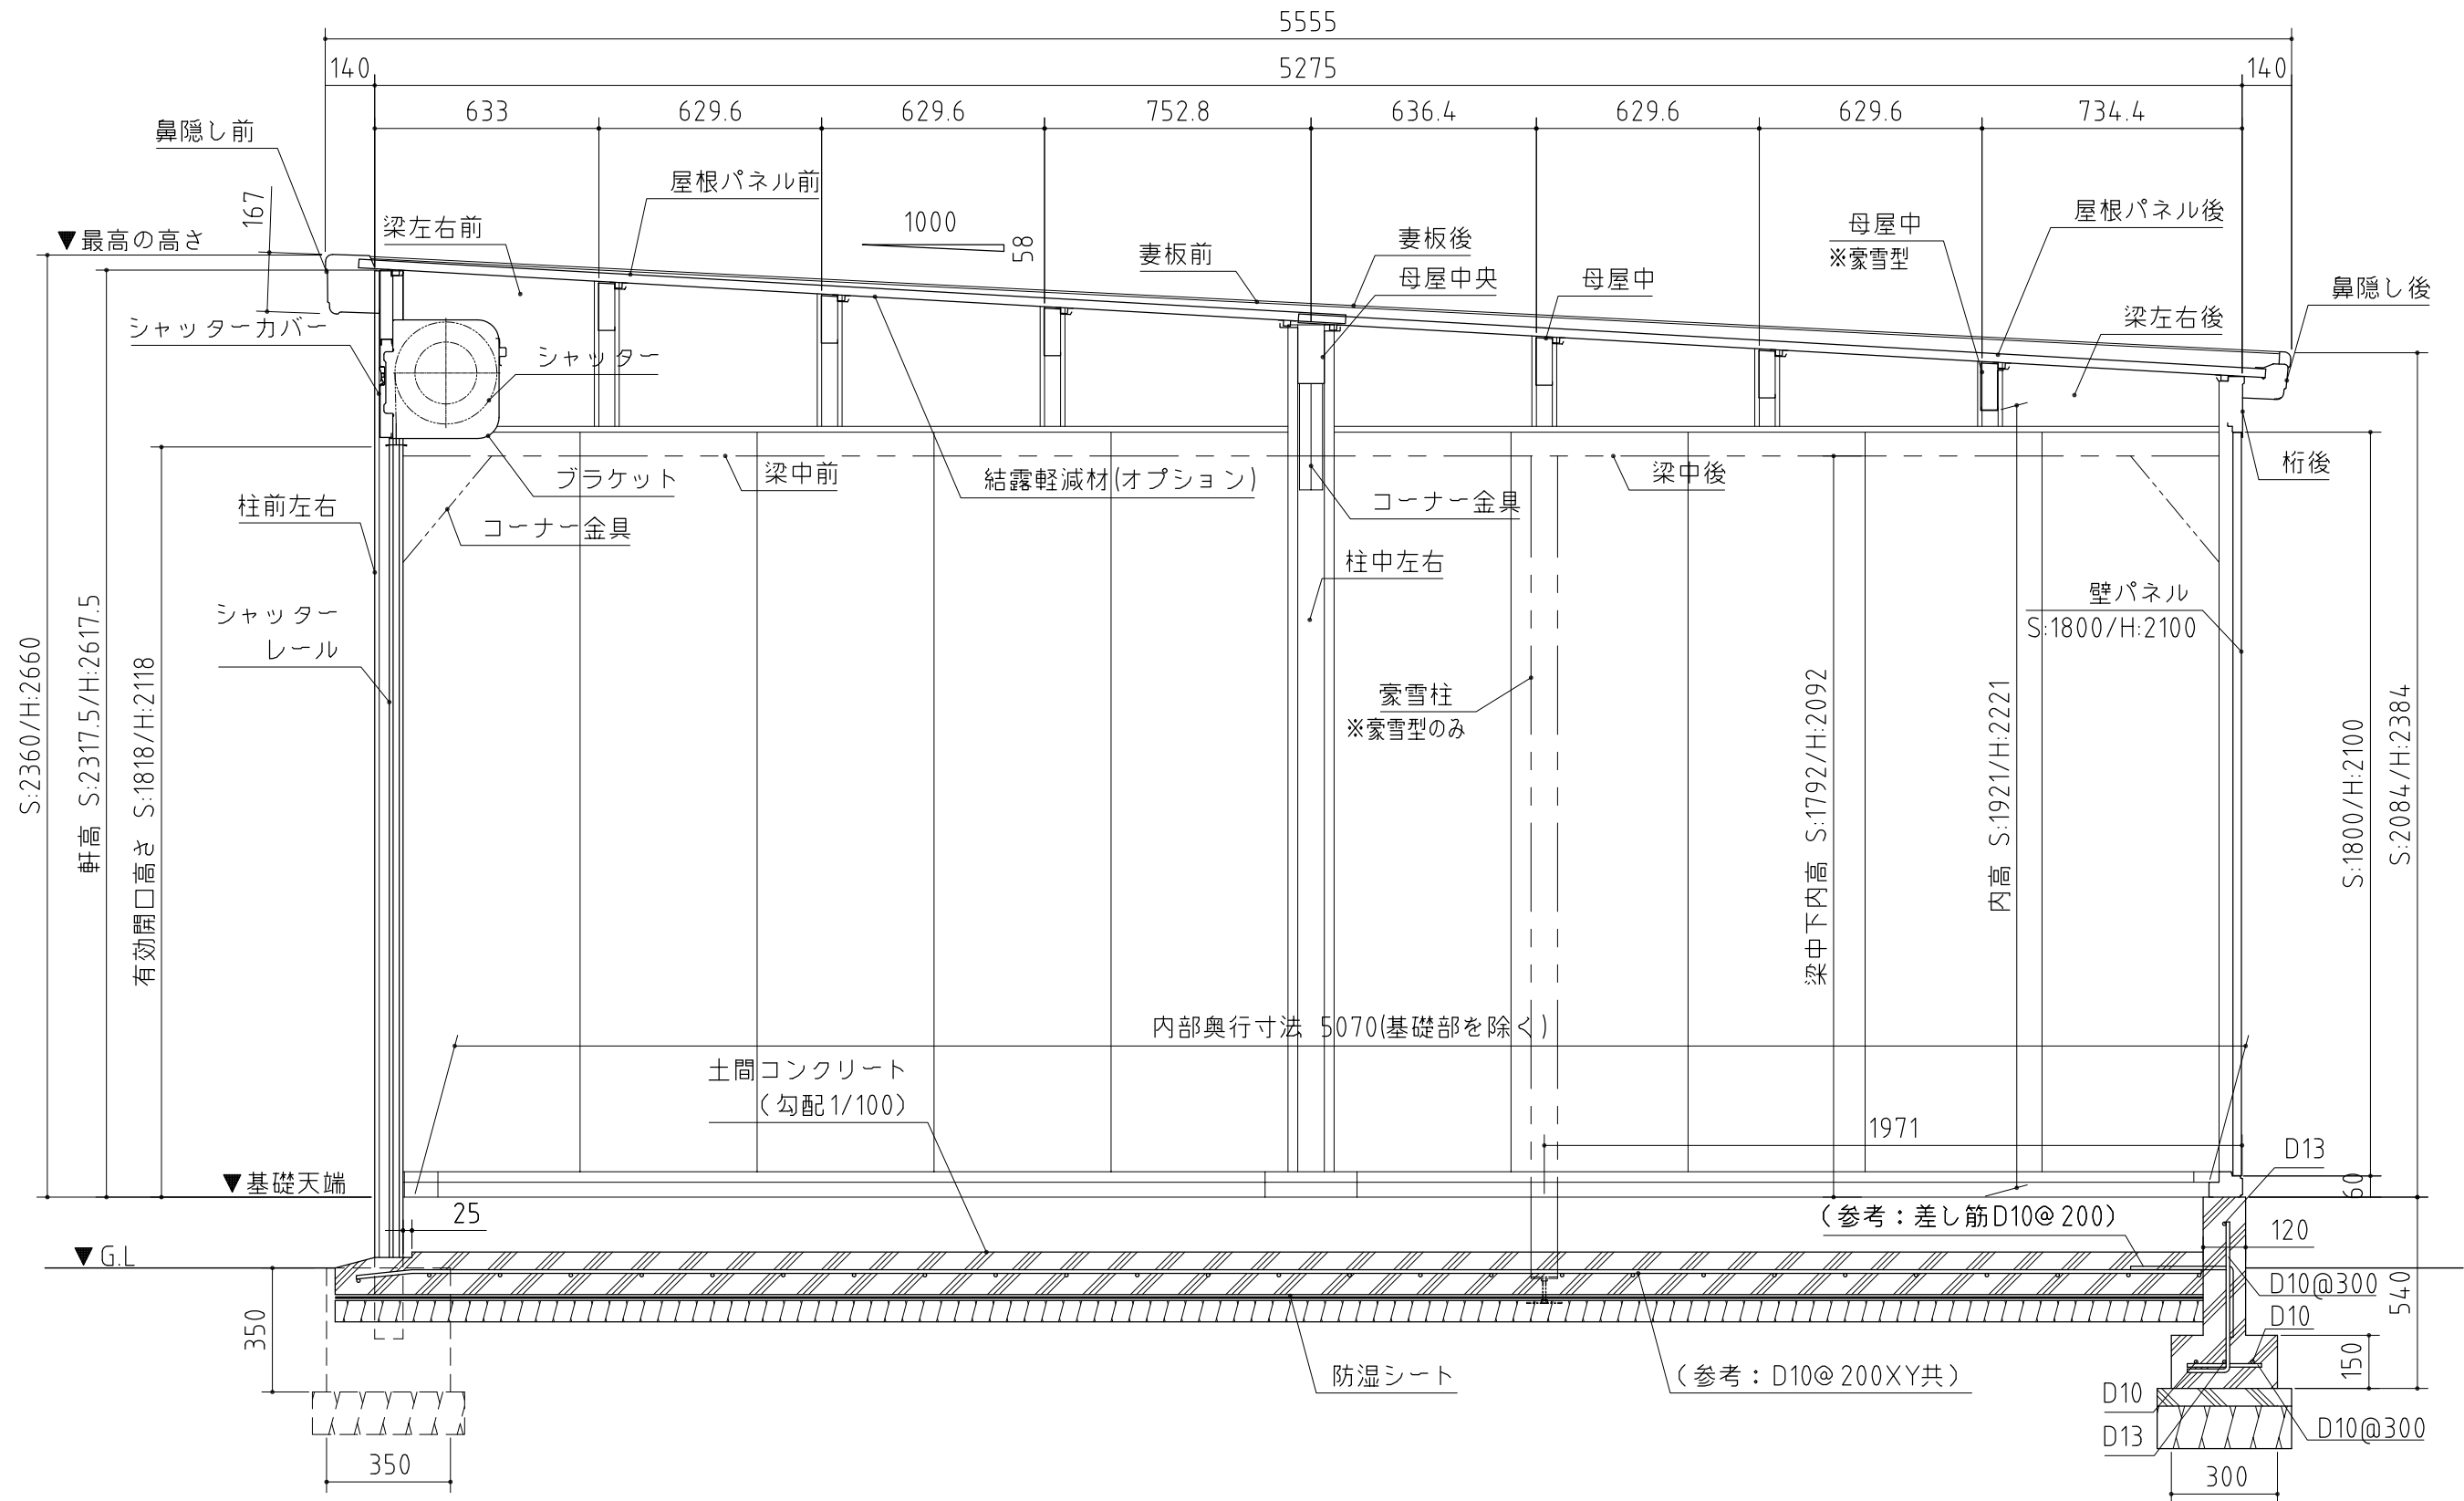 5555
140
5275
140
633
629.6
629.6
752.8
636.4
629.6
629.6
734.4
鼻隠し前
167
屋根パネル前
▼最高の高さ
梁左右前
1000
58
妻板前
妻板後
母屋中央
母屋中
母屋中
※豪雪型
屋根パネル後
鼻隠し後
梁左右後
シャッターカバー
シャッター
ブラケット
梁中前
結露軽減材(オプション)
コーナー金具
梁中後
桁後
柱前左右
コーナー金具
柱中左右
シャッター
レール
壁パネル
S:1800/H:2100
豪雪柱
※豪雪型のみ
S:2360/H:2660
軒高 S:2317.5/H:2617.5
有効開口高さ S:1818/H:2118
梁中下内高 S:1792/H:2092
内高 S:1921/H:2221
S:1800/H:2100
S:2084/H:2384
内部奥行寸法 5070(基礎部を除く)
土間コンクリート
(勾配1/100)
1971
D13
▼基礎天端
60
25
(参考：差し筋D10@200)
120
▼G.L
D10@300
D10
540
350
防湿シート
(参考：D10@200XY共)
150
D10
D13
D10@300
350
300